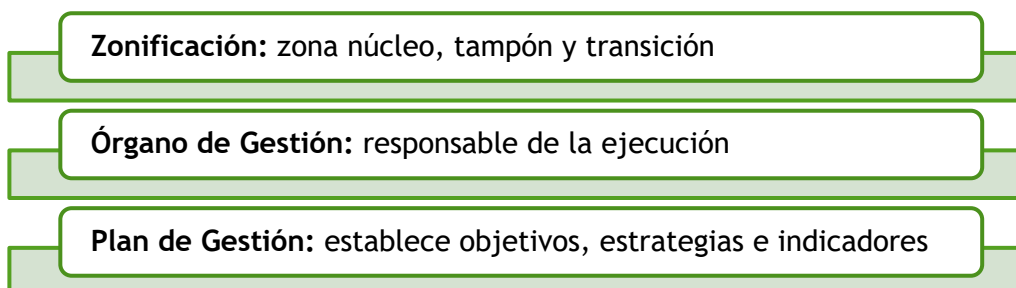 Zonificación: zona núcleo, tampón y transición
Órgano de Gestión: responsable de la ejecución
Plan de Gestión: establece objetivos, estrategias e indicadores